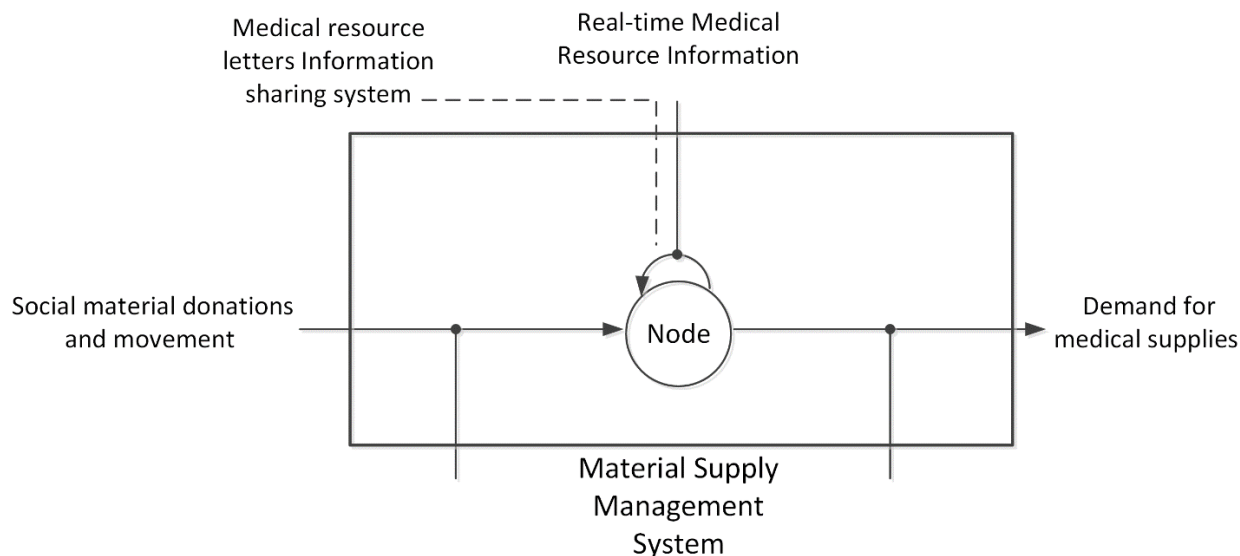 Medical resource
letters Information
sharing system
Real-time Medical
Resource Information
Social material donations
and movement
Node
Demand for
medical supplies
Material Supply
Management
System